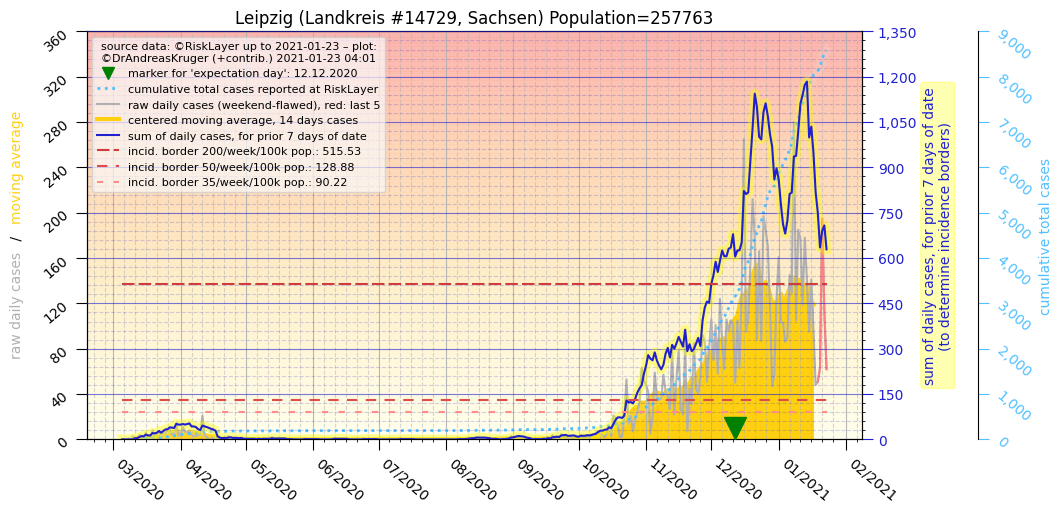 Leipzig (Landkreis #14729, Sachsen) Population=257763
source data: ©RiskLayer up to 2021-01-23 – plot:
©DrAndreasKruger (+contrib.) 2021-01-23 04:01
marker for 'expectation day': 12.12.2020
cumulative total cases reported at RiskLayer
raw daily cases (weekend-flawed), red: last 5
centered moving average, 14 days cases
sum of daily cases, for prior 7 days of date
incid. border 200/week/100k pop.: 515.53
incid. border 50/week/100k pop.: 128.88
incid. border 35/week/100k pop.: 90.22
raw daily cases / moving average
360
320
280
240
200
160
120
80
40
0
03/2020
04/2020
05/2020
06/2020
07/2020
08/2020
09/2020
10/2020
11/2020
12/2020
01/2021
02/2021
1,350
1,200
1,050
900
750
600
450
300
150
0
sum of daily cases, for prior 7 days of date
(to determine incidence borders)
9,000
8,000
7,000
6,000
5,000
4,000
3,000
2,000
1,000
0
cumulative total cases